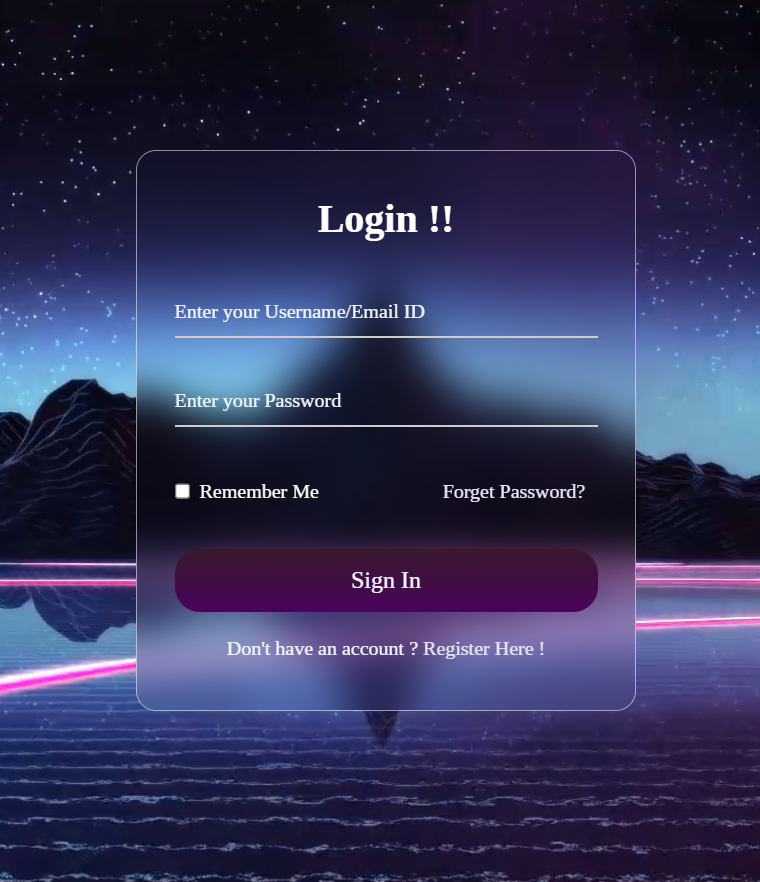 Login !!
Enter your Username/Email ID
Enter your Password
Remember Me Forget Password?
Sign In
Don't have an account ? Register Here !